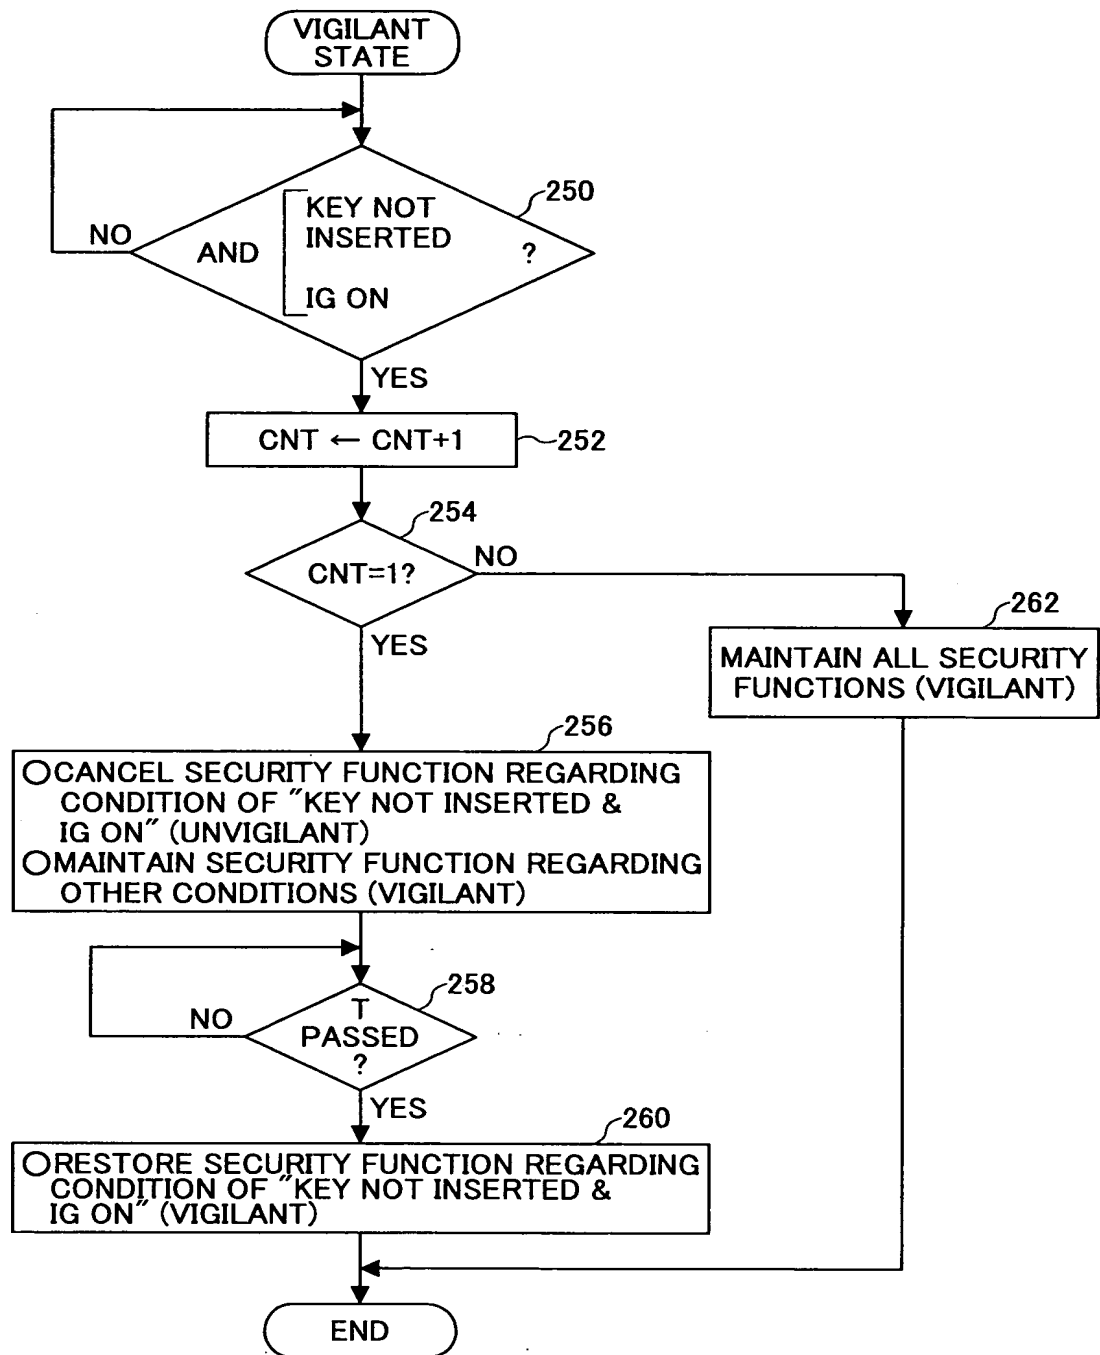 VIGILANT
STATE
250
KEY NOT
INSERTED
NO
AND
?
IG ON
YES
CNT ← CNT+1
252
254
CNT=1?
NO
YES
262
MAINTAIN ALL SECURITY
FUNCTIONS (VIGILANT)
256
○CANCEL SECURITY FUNCTION REGARDING
CONDITION OF "KEY NOT INSERTED &
IG ON" (UNVIGILANT)
○MAINTAIN SECURITY FUNCTION REGARDING
OTHER CONDITIONS (VIGILANT)
258
T
PASSED
?
NO
YES
260
○RESTORE SECURITY FUNCTION REGARDING
CONDITION OF "KEY NOT INSERTED &
IG ON" (VIGILANT)
END